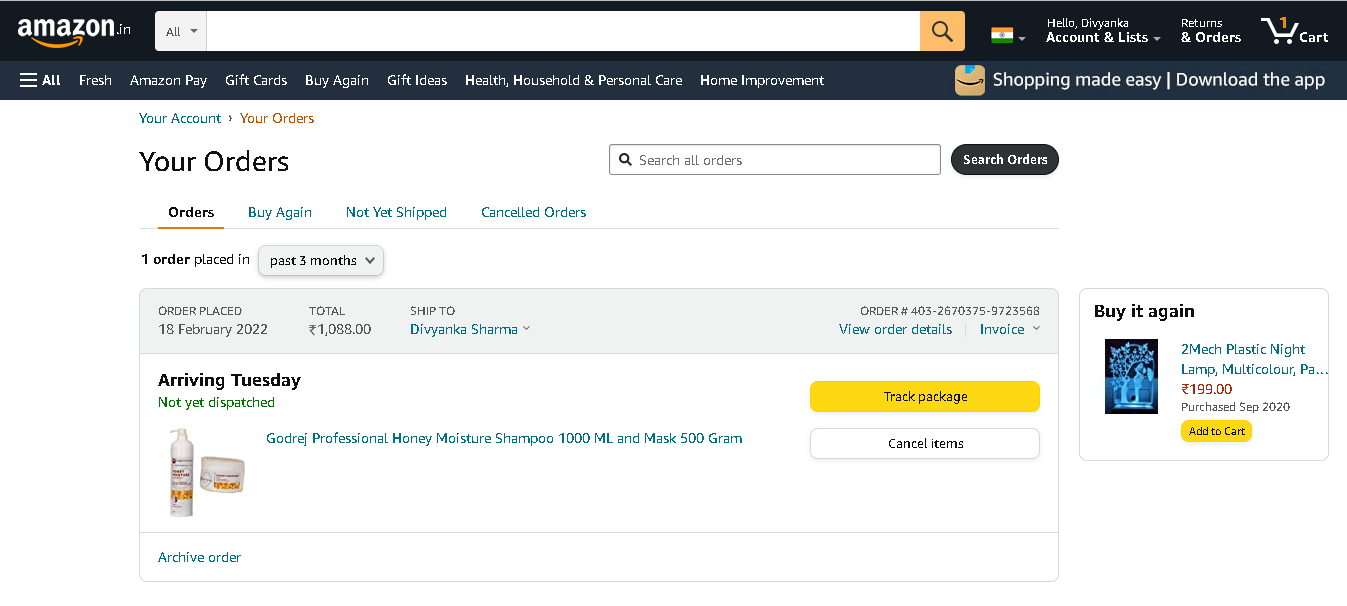 amazon.in
All
Hello, Divyanka
Account & Lists
Returns
& Orders
1
Cart
All Fresh Amazon Pay Gift Cards Buy Again Gift Ideas Health, Household & Personal Care Home Improvement
Shopping made easy | Download the app
Your Account › Your Orders
Your Orders
Search all orders
Search Orders
Orders Buy Again Not Yet Shipped Cancelled Orders
1 order placed in past 3 months
ORDER PLACED
18 February 2022
TOTAL
₹1,088.00
SHIP TO
Divyanka Sharma
ORDER # 403-2670375-9723568
View order details Invoice
Arriving Tuesday
Not yet dispatched
Godrej Professional Honey Moisture Shampoo 1000 ML and Mask 500 Gram
Track package
Cancel items
Archive order
Buy it again
2Mech Plastic Night
Lamp, Multicolour, Pa...
₹199.00
Purchased Sep 2020
Add to Cart